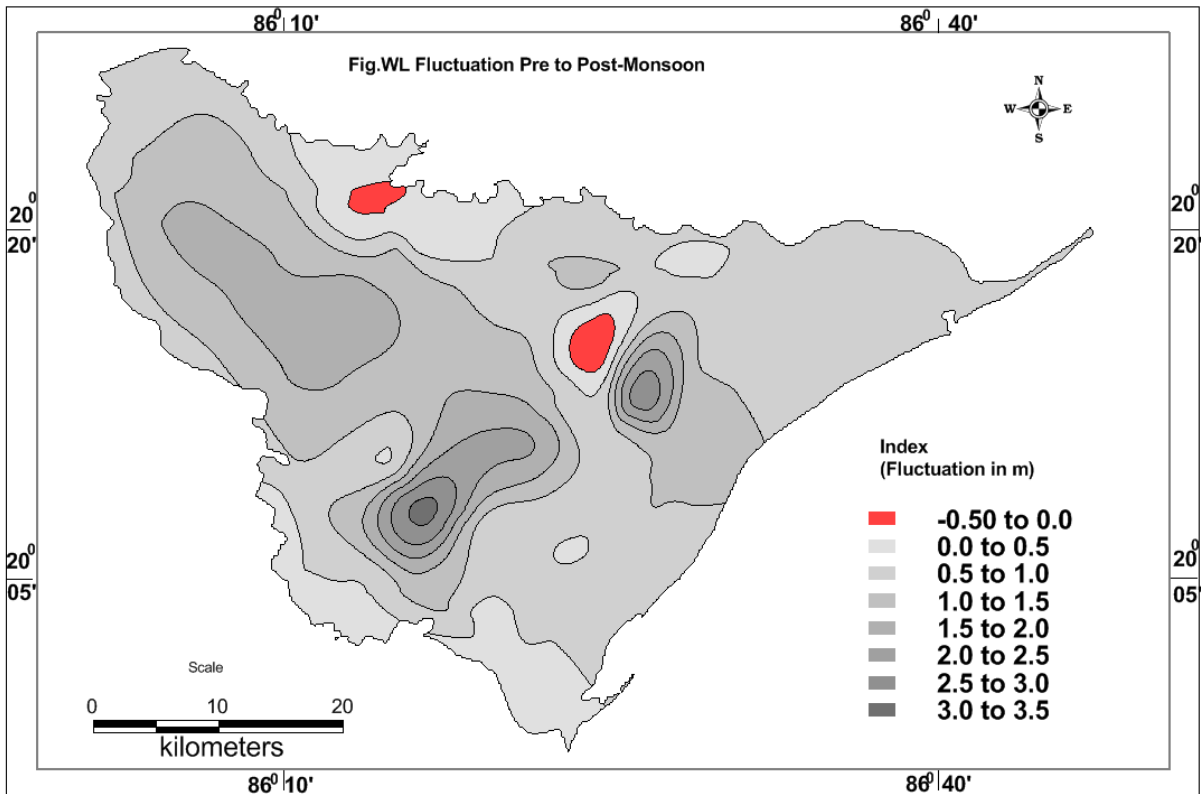 86⁰ 10' 86⁰ 40'
Fig.WL Fluctuation Pre to Post-Monsoon
N
W E
S
20⁰ 20⁰
20' 20'
Index
(Fluctuation in m)
-0.50 to 0.0
0.0 to 0.5
0.5 to 1.0
1.0 to 1.5
1.5 to 2.0
2.0 to 2.5
2.5 to 3.0
3.0 to 3.5
20⁰ 20⁰
05' 05'
Scale
0 10 20
kilometers
86⁰ 10' 86⁰ 40'